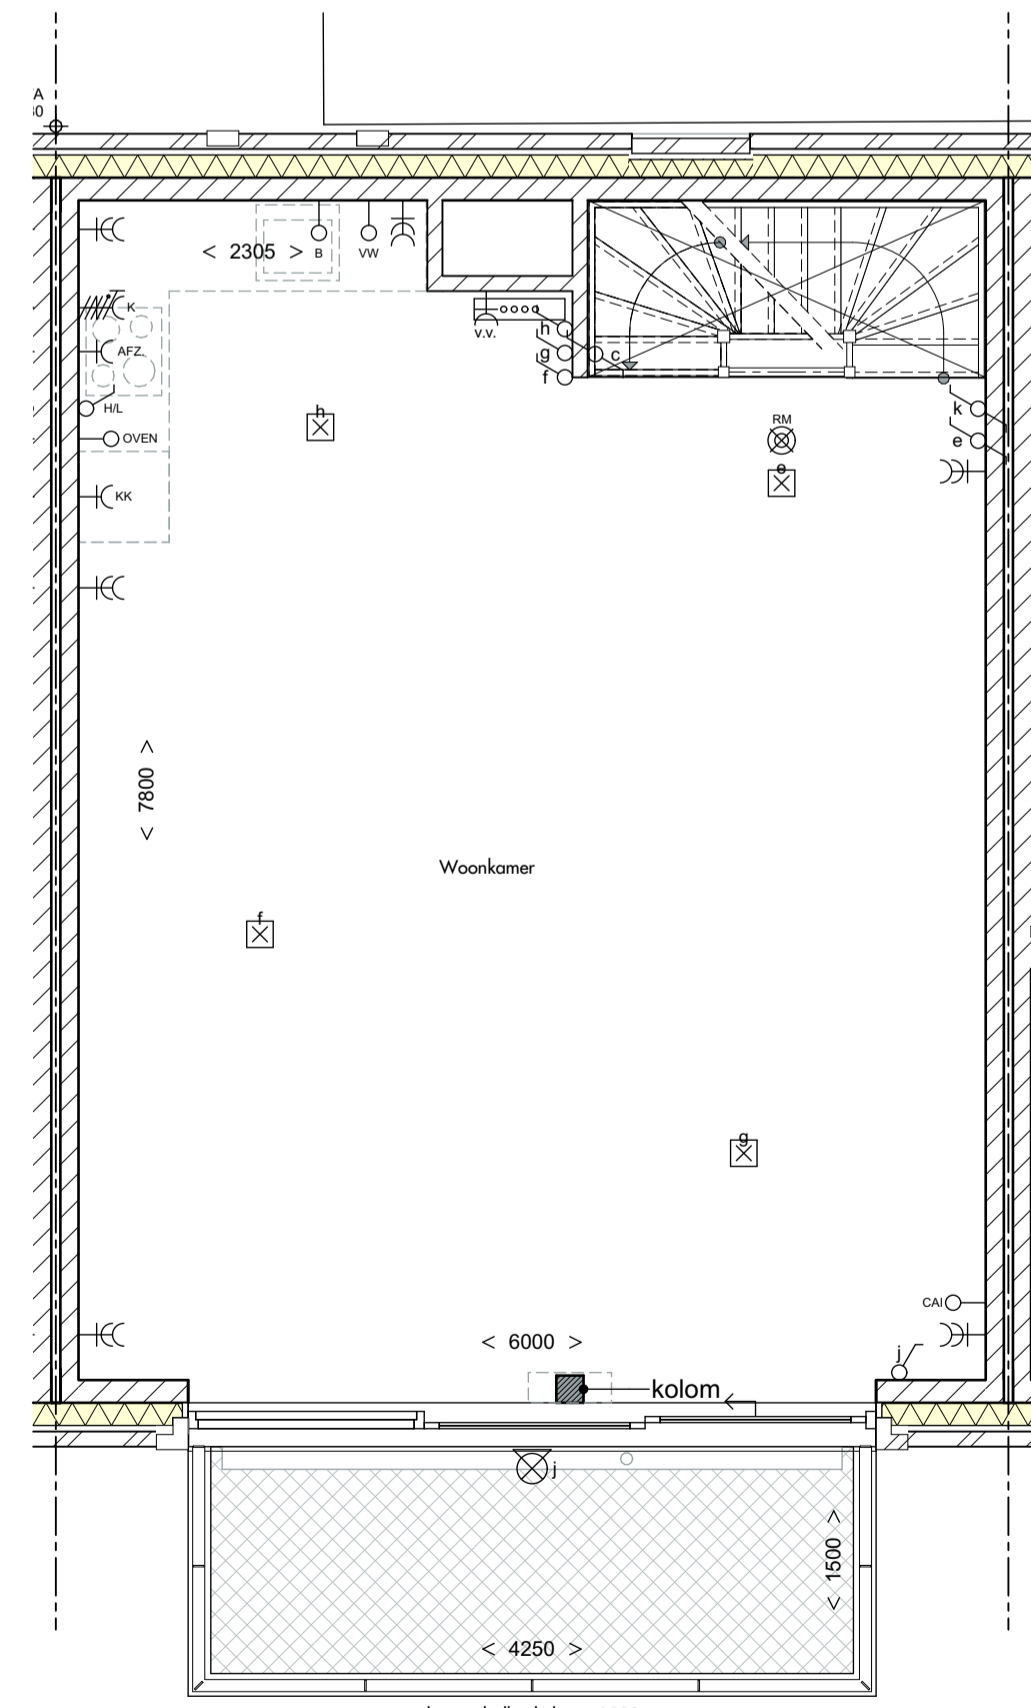 A
< 2305 >
B
VW
K
v.v.
h
AFZ.
g
c
f
H/L
h
k
RM
OVEN
e
e
KK
< 7800 >
Woonkamer
f
g
CAI
< 6000 >
j
kolom
j
< 1500 >
< 4250 >